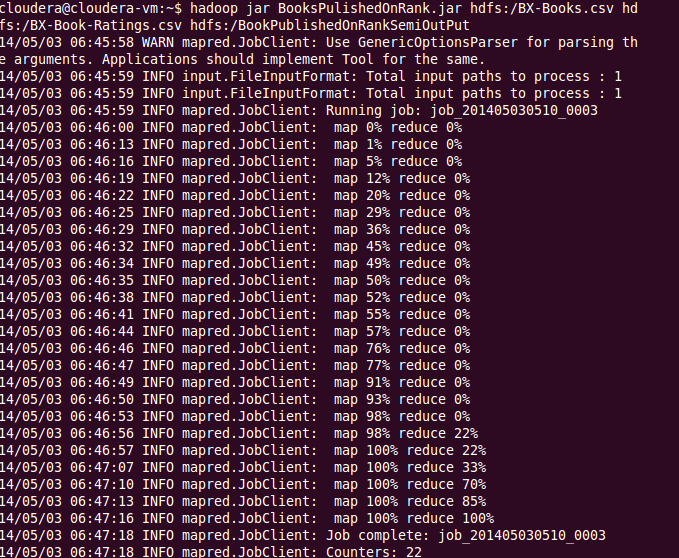 cloudera@cloudera-vm:~$ hadoop jar BooksPulishedOnRank.jar hdfs:/BX-Books.csv hd
fs:/BX-Book-Ratings.csv hdfs:/BookPublishedOnRankSemiOutPut
14/05/03 06:45:58 WARN mapred.JobClient: Use GenericOptionsParser for parsing th
e arguments. Applications should implement Tool for the same.
14/05/03 06:45:59 INFO input.FileInputFormat: Total input paths to process : 1
14/05/03 06:45:59 INFO input.FileInputFormat: Total input paths to process : 1
14/05/03 06:45:59 INFO mapred.JobClient: Running job: job_201405030510_0003
14/05/03 06:46:00 INFO mapred.JobClient:  map 0% reduce 0%
14/05/03 06:46:13 INFO mapred.JobClient:  map 1% reduce 0%
14/05/03 06:46:16 INFO mapred.JobClient:  map 5% reduce 0%
14/05/03 06:46:19 INFO mapred.JobClient:  map 12% reduce 0%
14/05/03 06:46:22 INFO mapred.JobClient:  map 20% reduce 0%
14/05/03 06:46:25 INFO mapred.JobClient:  map 29% reduce 0%
14/05/03 06:46:29 INFO mapred.JobClient:  map 36% reduce 0%
14/05/03 06:46:32 INFO mapred.JobClient:  map 45% reduce 0%
14/05/03 06:46:34 INFO mapred.JobClient:  map 49% reduce 0%
14/05/03 06:46:35 INFO mapred.JobClient:  map 50% reduce 0%
14/05/03 06:46:38 INFO mapred.JobClient:  map 52% reduce 0%
14/05/03 06:46:41 INFO mapred.JobClient:  map 55% reduce 0%
14/05/03 06:46:44 INFO mapred.JobClient:  map 57% reduce 0%
14/05/03 06:46:46 INFO mapred.JobClient:  map 76% reduce 0%
14/05/03 06:46:47 INFO mapred.JobClient:  map 77% reduce 0%
14/05/03 06:46:49 INFO mapred.JobClient:  map 91% reduce 0%
14/05/03 06:46:50 INFO mapred.JobClient:  map 93% reduce 0%
14/05/03 06:46:53 INFO mapred.JobClient:  map 98% reduce 0%
14/05/03 06:46:56 INFO mapred.JobClient:  map 98% reduce 22%
14/05/03 06:46:57 INFO mapred.JobClient:  map 100% reduce 22%
14/05/03 06:47:07 INFO mapred.JobClient:  map 100% reduce 33%
14/05/03 06:47:10 INFO mapred.JobClient:  map 100% reduce 70%
14/05/03 06:47:13 INFO mapred.JobClient:  map 100% reduce 85%
14/05/03 06:47:16 INFO mapred.JobClient:  map 100% reduce 100%
14/05/03 06:47:18 INFO mapred.JobClient: Job complete: job_201405030510_0003
14/05/03 06:47:18 INFO mapred.JobClient: Counters: 22